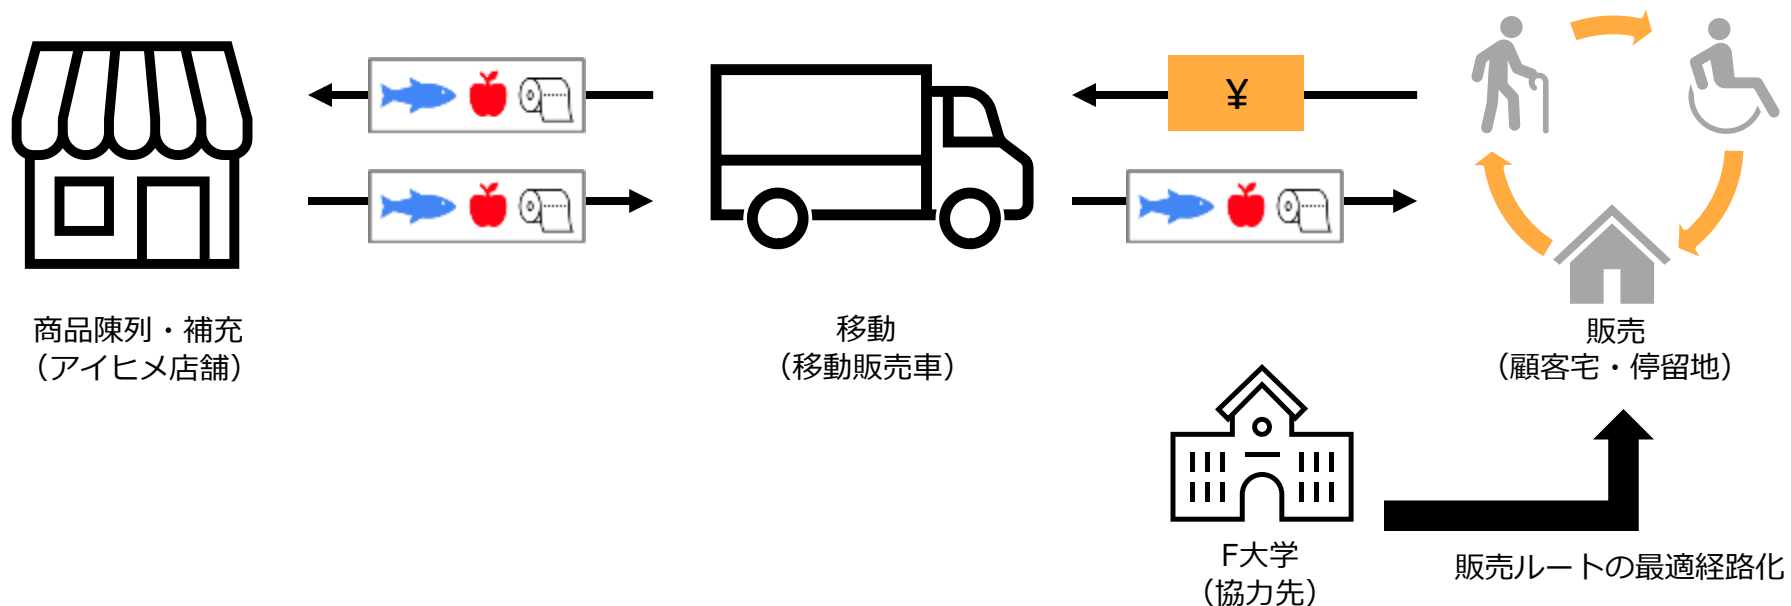 ¥
商品陳列・補充
（アイヒメ店舗）
移動
（移動販売車）
販売
（顧客宅・停留地）
F大学
（協力先）
販売ルートの最適経路化